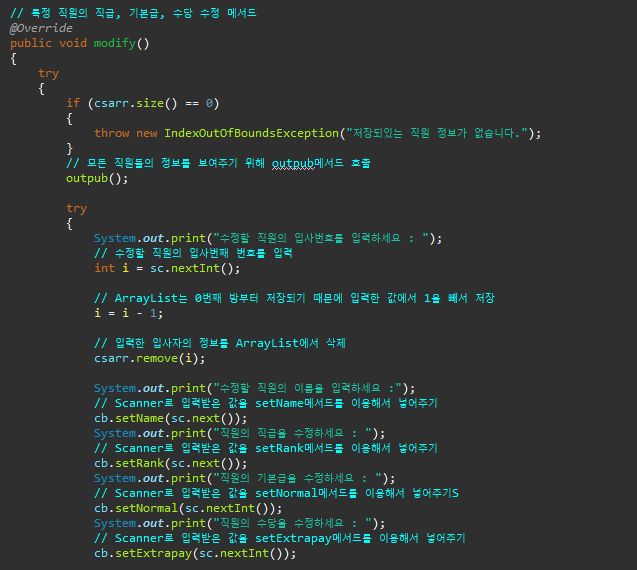 // 특정 직원의 직급, 기본급, 수당 수정 메서드
@Override
public void modify()
{
try
{
if (csarr.size() == 0)
{
throw new IndexOutOfBoundsException("저장되있는 직원 정보가 없습니다.");
}
// 모든 직원들의 정보를 보여주기 위해 outpub메서드 호출
outpub();
try
{
System.out.print("수정할 직원의 입사번호를 입력하세요 : ");
// 수정할 직원의 입사번째 번호를 입력
int i = sc.nextInt();
// ArrayList는 0번째 방부터 저장되기 때문에 입력한 값에서 1을 빼서 저장
i = i - 1;
// 입력한 입사자의 정보를 ArrayList에서 삭제
csarr.remove(i);
System.out.print("수정할 직원의 이름을 입력하세요 :");
// Scanner로 입력받은 값을 setName메서드를 이용해서 넣어주기
cb.setName(sc.next());
System.out.print("직원의 직급을 수정하세요 : ");
// Scanner로 입력받은 값을 setRank메서드를 이용해서 넣어주기
cb.setRank(sc.next());
System.out.print("직원의 기본급을 수정하세요 : ");
// Scanner로 입력받은 값을 setNormal메서드를 이용해서 넣어주기S
cb.setNormal(sc.nextInt());
System.out.print("직원의 수당을 수정하세요 : ");
// Scanner로 입력받은 값을 setExtrapay메서드를 이용해서 넣어주기
cb.setExtrapay(sc.nextInt());